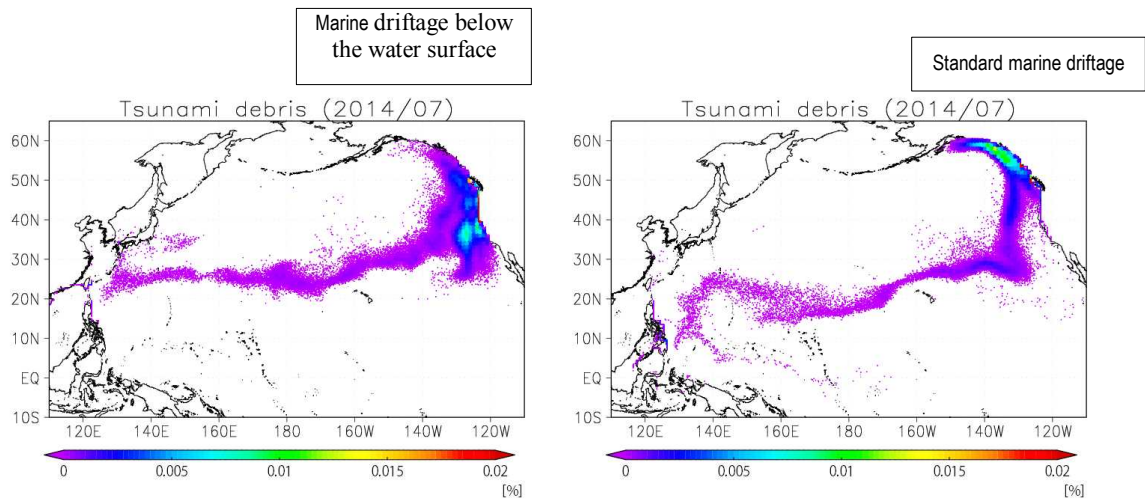 Marine driftage below
the water surface
Standard marine driftage
Tsunami debris (2014/07)
60N
50N
40N
30N
20N
10N
EQ
10S
120E 140E 160E 180 160W 140W 120W
0 0.005 0.01 0.015 0.02
[%]
Tsunami debris (2014/07)
60N
50N
40N
30N
20N
10N
EQ
10S
120E 140E 160E 180 160W 140W 120W
0 0.005 0.01 0.015 0.02
[%]